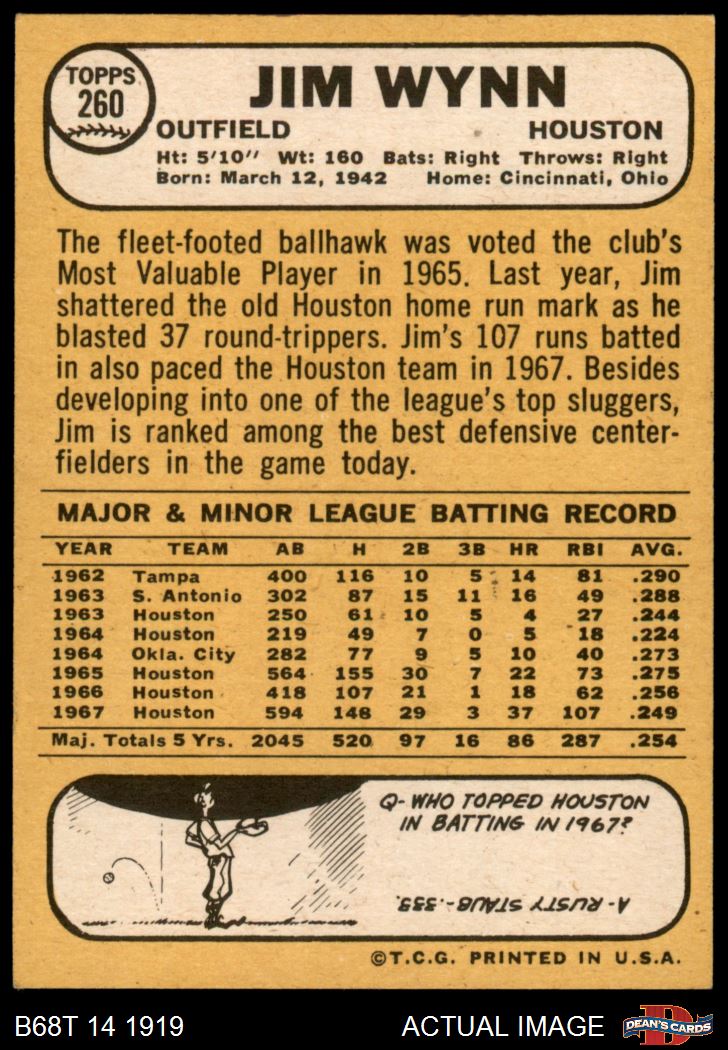 TOPPS
260
JIM WYNN
OUTFIELD HOUSTON
Ht: 5'10" Wt: 160 Bats: Right Throws: Right
Born: March 12, 1942 Home: Cincinnati, Ohio
The fleet-footed ballhawk was voted the club's
Most Valuable Player in 1965. Last year, Jim
shattered the old Houston home run mark as he
blasted 37 round-trippers. Jim's 107 runs batted
in also paced the Houston team in 1967. Besides
developing into one of the league's top sluggers,
Jim is ranked among the best defensive center-
fielders in the game today.
MAJOR & MINOR LEAGUE BATTING RECORD
YEAR TEAM AB H 2B 3B HR RBI AVG.
1962 Tampa 400 116 10 5 14 81 .290
1963 S. Antonio 302 87 15 11 16 49 .288
1963 Houston 250 61 10 5 4 27 .244
1964 Houston 219 49 7 0 5 18 .224
1964 Okla. City 282 77 9 5 10 40 .273
1965 Houston 564 155 30 7 22 73 .275
1966 Houston 418 107 21 1 18 62 .256
1967 Houston 594 148 29 3 37 107 .249
Maj. Totals 5 Yrs. 2045 520 97 16 86 287 .254
Q- WHO TOPPED HOUSTON
IN BATTING IN 1967?
A- RUSTY STAUB-.333.
©T.C.G. PRINTED IN U.S.A.
B68T 14 1919 ACTUAL IMAGE
D
DEAN'S CARDS